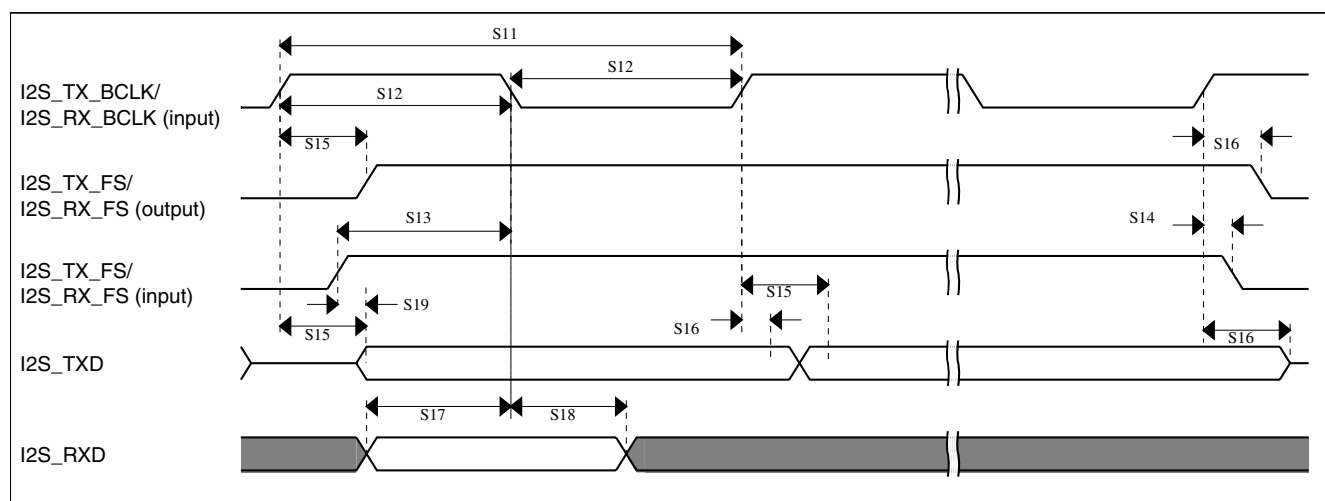 S11
S12
I2S_TX_BCLK/
I2S_RX_BCLK (input)
S12
S15
S16
I2S_TX_FS/
I2S_RX_FS (output)
S13
S14
I2S_TX_FS/
I2S_RX_FS (input)
S15
S19
S15
S16
S16
I2S_TXD
S17
S18
I2S_RXD